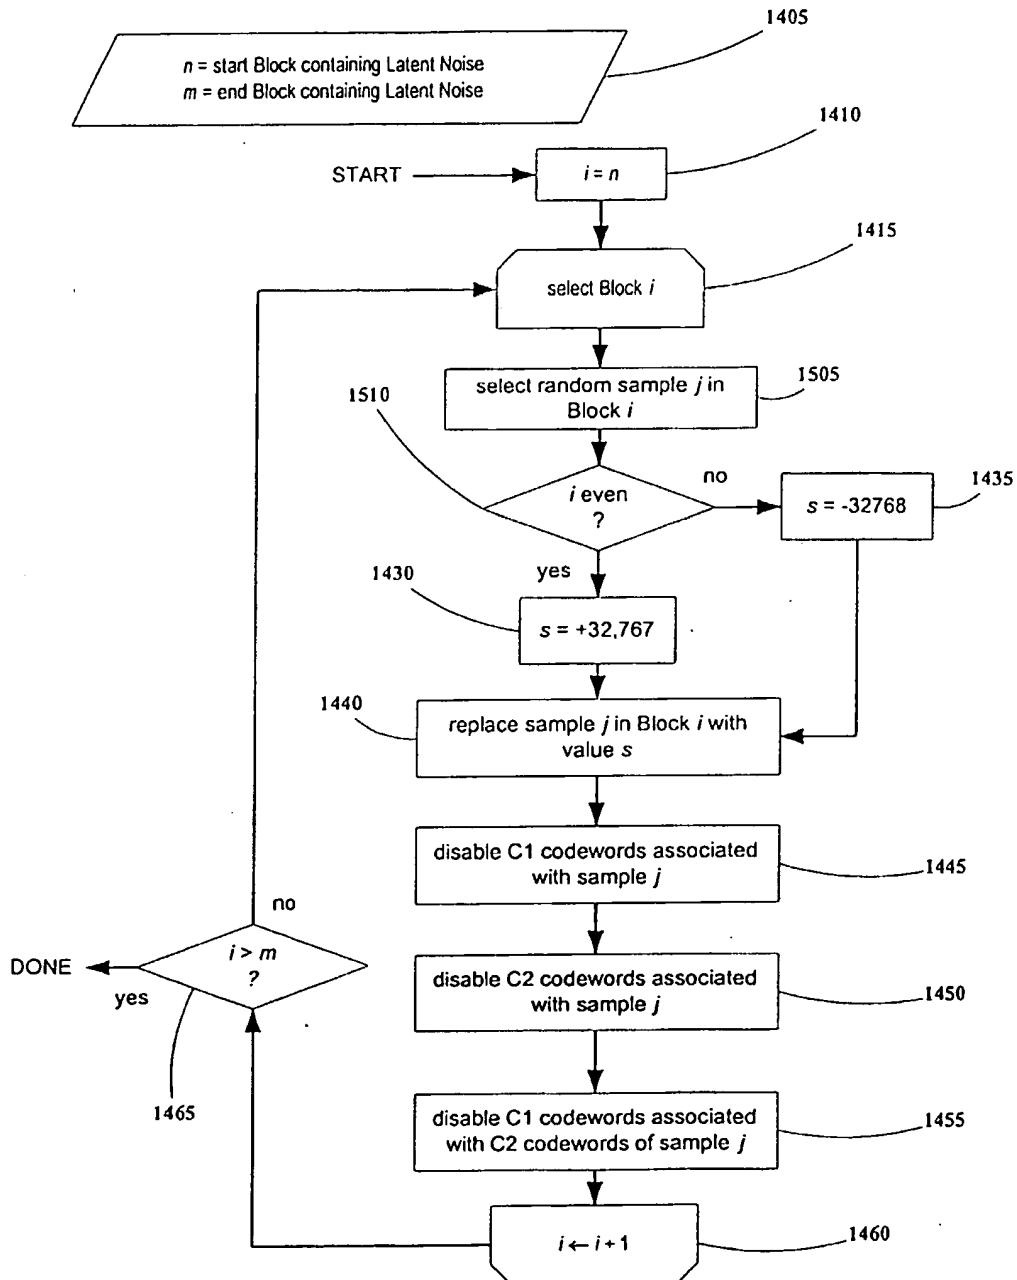 1405
n = start Block containing Latent Noise
m = end Block containing Latent Noise
1410
START
i = n
1415
select Block i
1505
select random sample j in
Block i
1510
i even
?
no
1435
s = -32768
yes
1430
s = +32,767
1440
replace sample j in Block i with
value s
disable C1 codewords associated
with sample j
1445
no
i > m
?
DONE
yes
1465
disable C2 codewords associated
with sample j
1450
disable C1 codewords associated
with C2 codewords of sample j
1455
i ← i + 1
1460